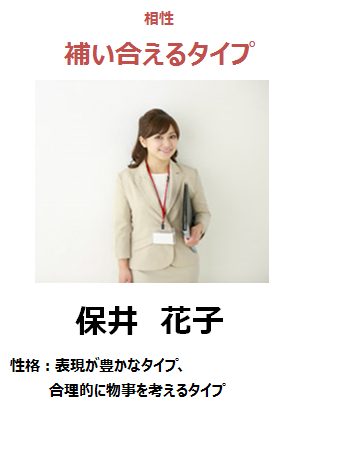 相性
補い合えるタイプ
保井　花子
性格：表現が豊かなタイプ、
合理的に物事を考えるタイプ